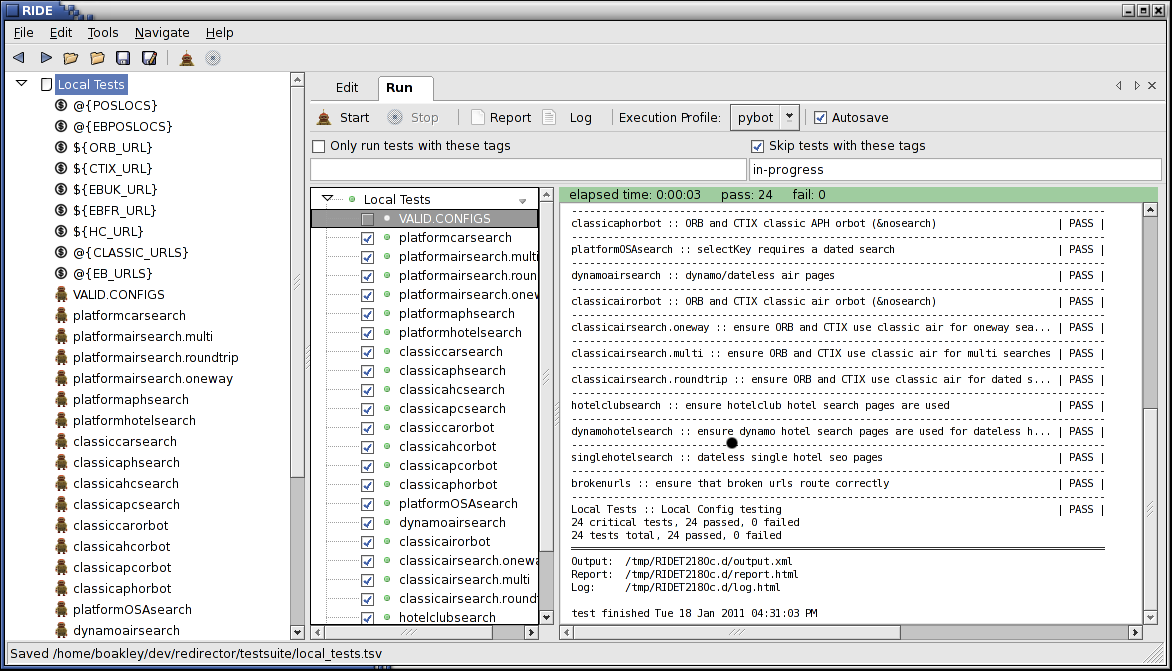 RIDE
File Edit Tools Navigate Help
Local Tests
@{POSLOCS}
@{EBPOSLOCS}
${ORB_URL}
${CTIX_URL}
${EBUK_URL}
${EBFR_URL}
${HC_URL}
@{CLASSIC_URLS}
@{EB_URLS}
VALID.CONFIGS
platformcarsearch
platformairsearch.multi
platformairsearch.roundtrip
platformairsearch.oneway
platformaphsearch
platformhotelsearch
classiccarsearch
classicaphsearch
classicahcsearch
classicapcsearch
classiccarorbot
classicahcorbot
classicapcorbot
classicaphorbot
platformOSAsearch
dynamoairsearch
Edit Run
Start Stop Report Log Execution Profile: pybot Autosave
Only run tests with these tags Skip tests with these tags
in-progress
Local Tests
VALID.CONFIGS
platformcarsearch
platformairsearch.multi
platformairsearch.roun
platformairsearch.onew
platformaphsearch
platformhotelsearch
classiccarsearch
classicaphsearch
classicahcsearch
classicapcsearch
classiccarorbot
classicahcorbot
classicapcorbot
classicaphorbot
platformOSAsearch
dynamoairsearch
classicairorbot
classicairsearch.onewa
classicairsearch.multi
classicairsearch.roundt
hotelclubsearch
elapsed time: 0:00:03 pass: 24 fail: 0
classicaphorbot :: ORB and CTIX classic APH orbot (&nosearch) | PASS |
platformOSAsearch :: selectKey requires a dated search | PASS |
dynamoairsearch :: dynamo/dateless air pages | PASS |
classicairorbot :: ORB and CTIX classic air orbot (&nosearch) | PASS |
classicairsearch.oneway :: ensure ORB and CTIX use classic air for oneway sea... | PASS |
classicairsearch.multi :: ensure ORB and CTIX use classic air for multi searches | PASS |
classicairsearch.roundtrip :: ensure ORB and CTIX use classic air for dated s... | PASS |
hotelclubsearch :: ensure hotelclub hotel search pages are used | PASS |
dynamohotelsearch :: ensure dynamo hotel search pages are used for dateless h... | PASS |
singlehotelsearch :: dateless single hotel seo pages | PASS |
brokenurls :: ensure that broken urls route correctly | PASS |
Local Tests :: Local Config testing | PASS |
24 critical tests, 24 passed, 0 failed
24 tests total, 24 passed, 0 failed
Output: /tmp/RIDET2180c.d/output.xml
Report: /tmp/RIDET2180c.d/report.html
Log: /tmp/RIDET2180c.d/log.html
test finished Tue 18 Jan 2011 04:31:03 PM
Saved /home/boakley/dev/redirector/testsuite/local_tests.tsv